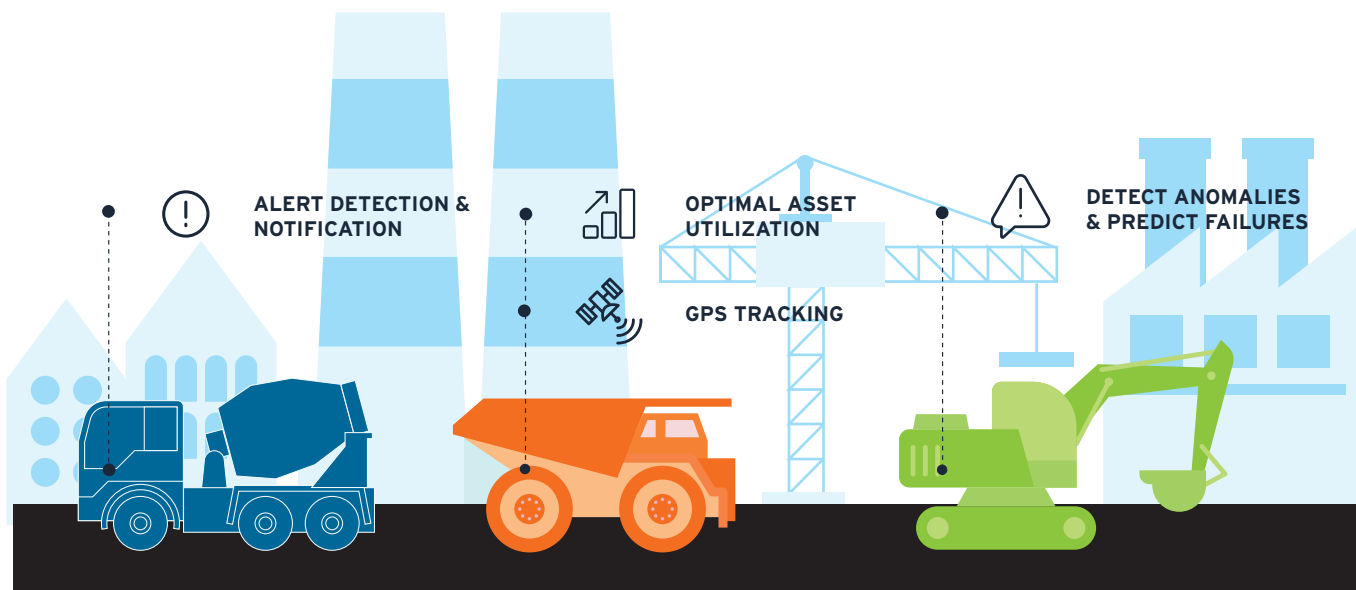 ALERT DETECTION &
NOTIFICATION
OPTIMAL ASSET
UTILIZATION
GPS TRACKING
DETECT ANOMALIES
& PREDICT FAILURES